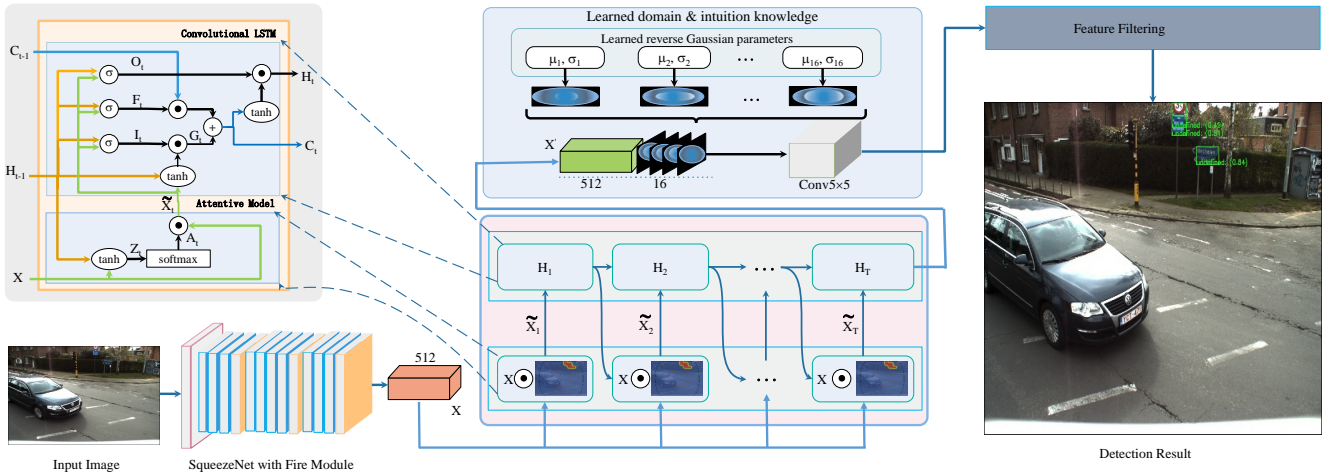 Convolutional LSTM
C_{t-1}
O_t
σ
H_t
F_t
σ
tanh
+
I_t
σ
G_t
C_t
H_{t-1}
tanh
X̃_t
Attentive Model
A_t
tanh
Z_t
softmax
X
Learned domain & intuition knowledge
Learned reverse Gaussian parameters
μ_1, σ_1
μ_2, σ_2
...
μ_16, σ_16
...
X'
512
16
Conv5×5
Feature Filtering
H_1
H_2
...
H_T
X̃_1
X̃_2
X̃_T
X
X
...
X
512
X
Input Image
SqueezeNet with Fire Module
Detection Result